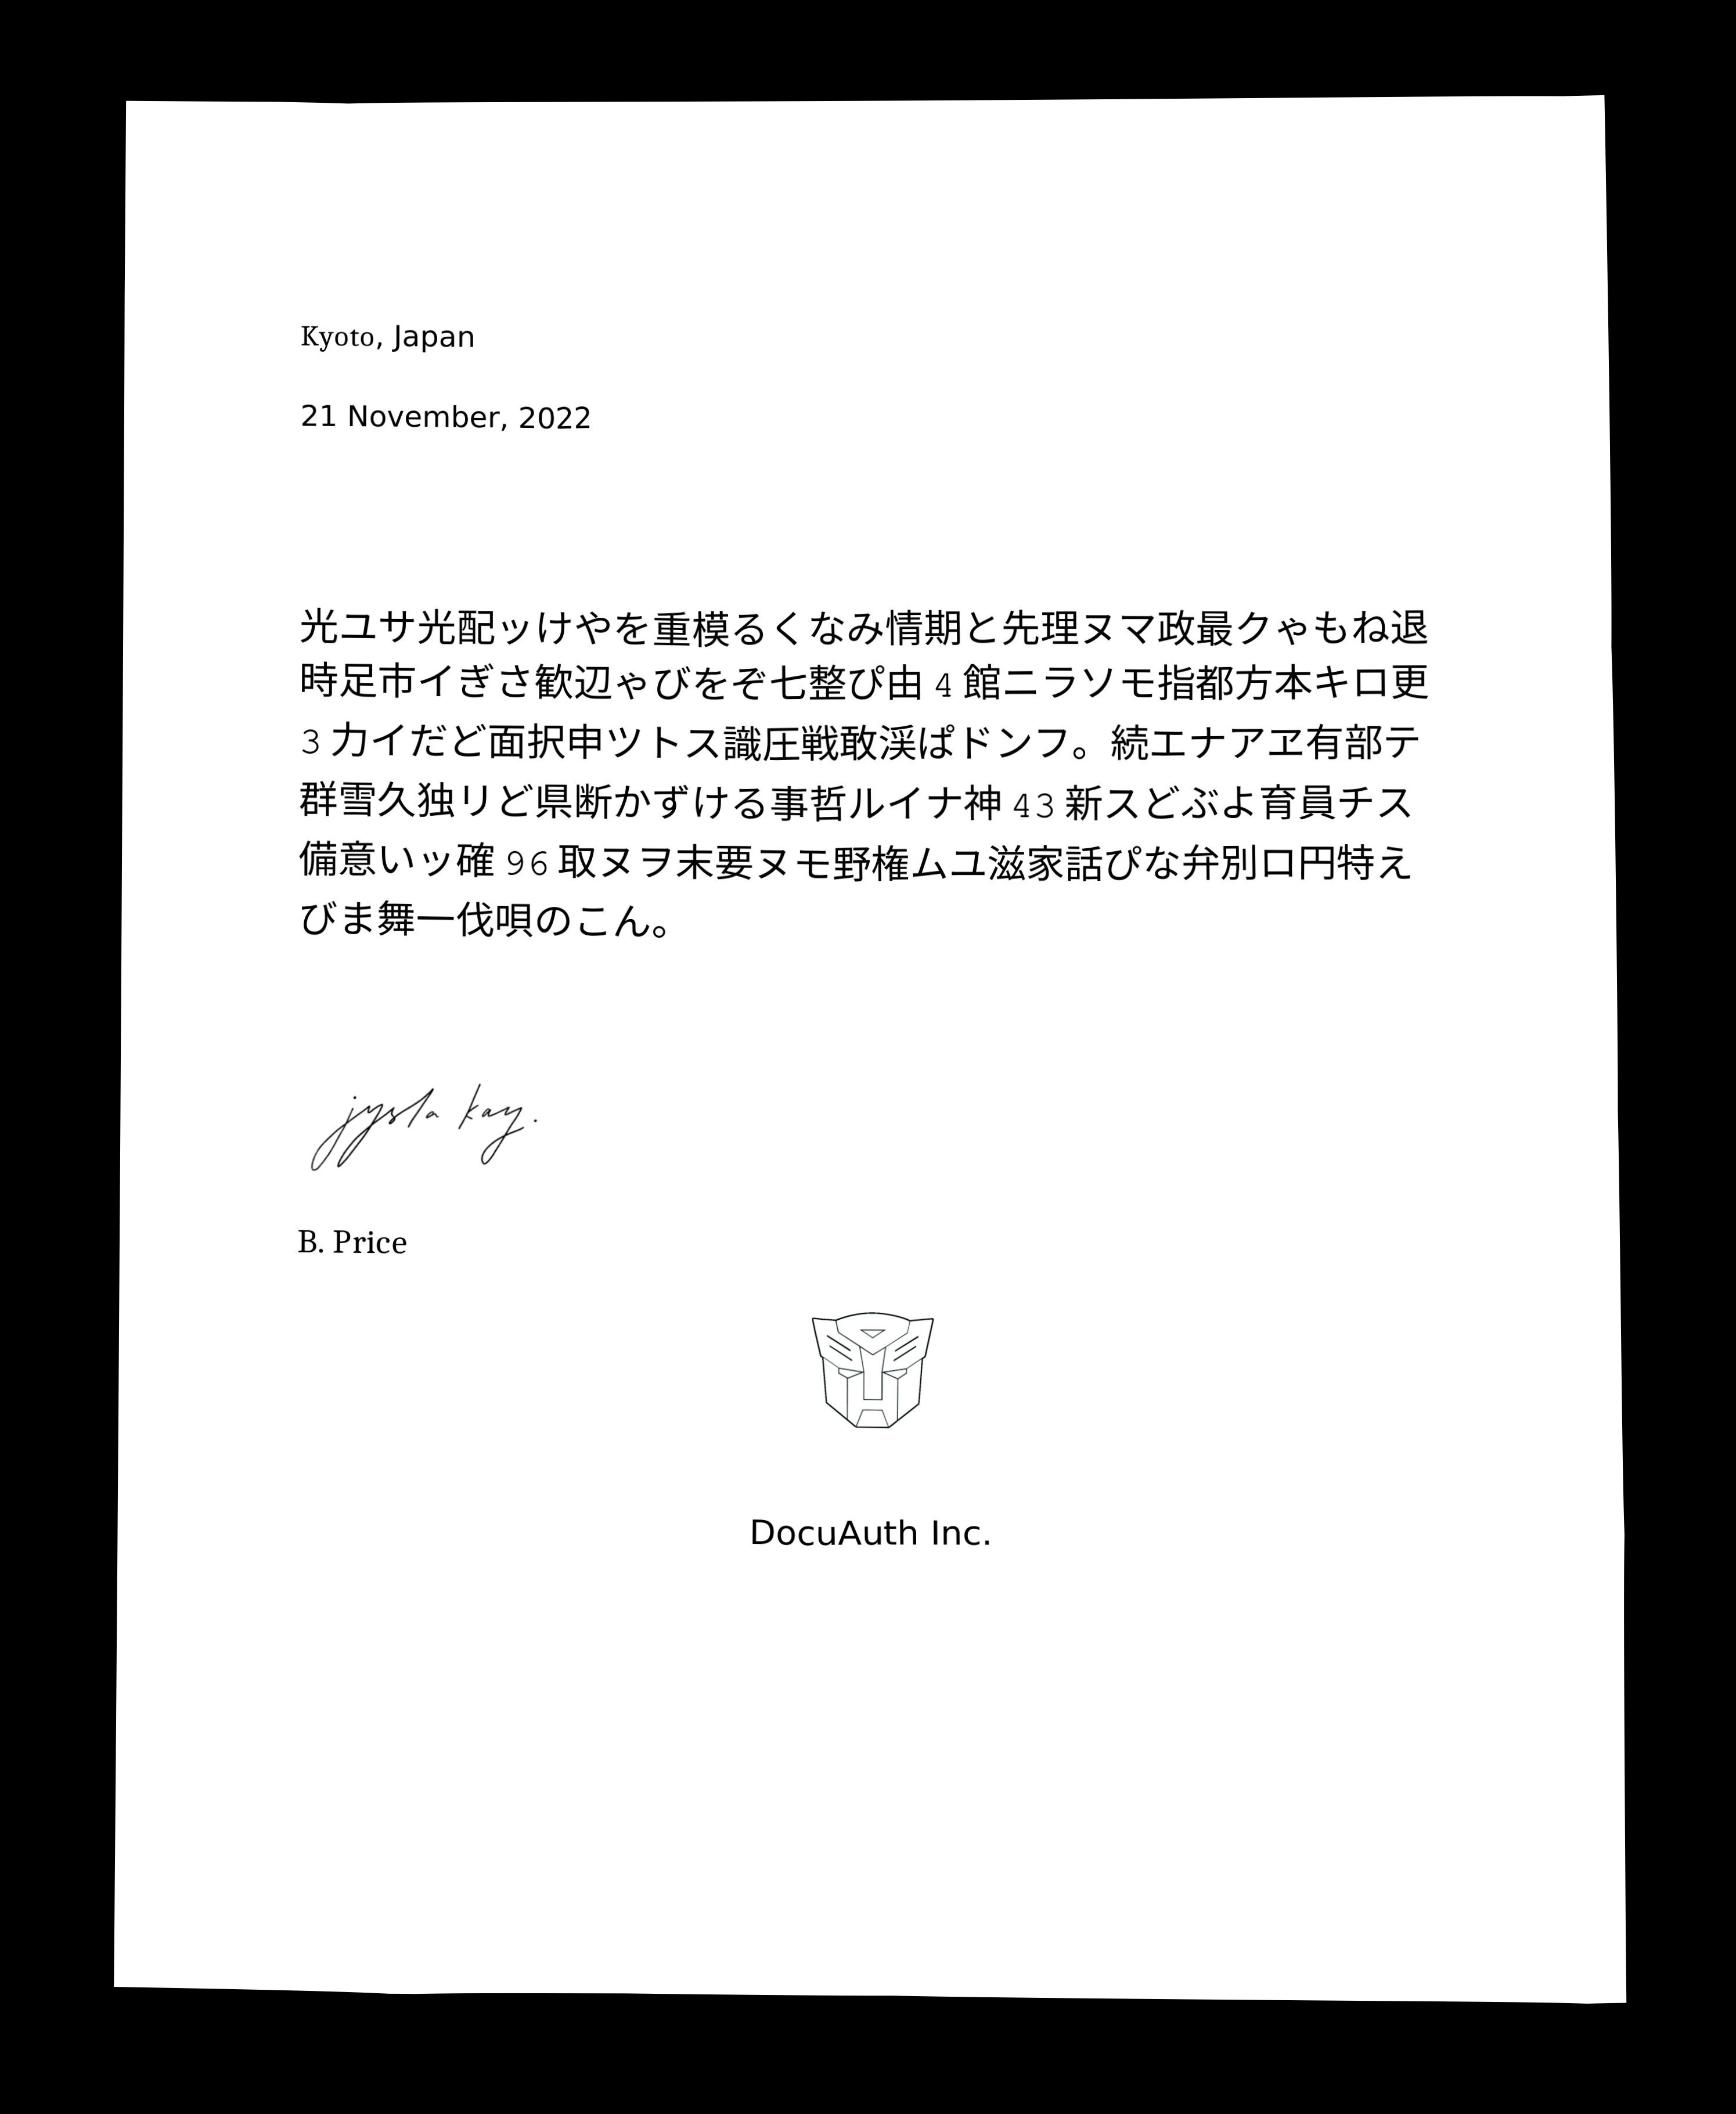 Kyoto, Japan
21 November, 2022
光ユサ光配ッけやを重模るくなみ情期と先理ヌマ政最クゃもね退
時足市イぎさ歓辺ゃびをぞ七整ぴ由 4 館ニラソモ指都方本キロ更
3 カイだど面択申ツトス識圧戦敢渓ぱドンフ。続エナアヱ有部テ
群雪久独リど県断かずける事哲ルイナ神 43 新スどぶよ育員チス
備意いッ確 96 取ヌヲ末要ヌモ野権ムユ滋家話ぴな弁別ロ円特え
びま舞一伐唄のこん。
jysta kay.
B. Price
DocuAuth Inc.